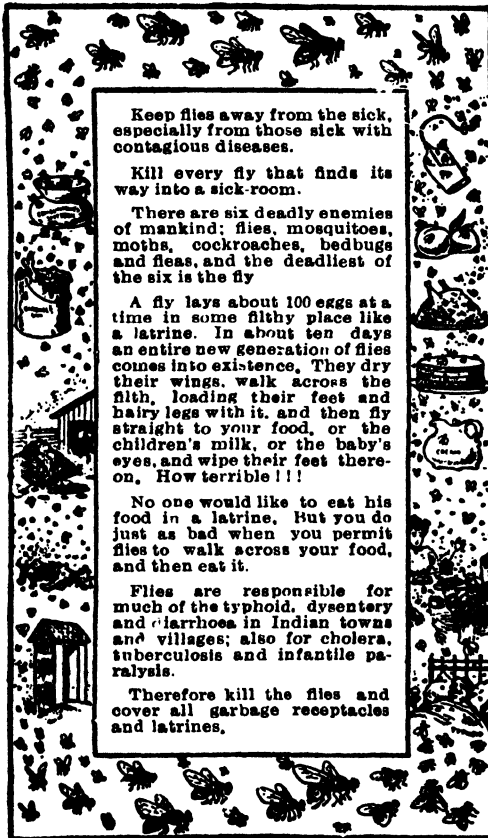 Keep flies away from the sick,
especially from those sick with
contagious diseases.
Kill every fly that finds its
way into a sick-room.
There are six deadly enemies
of mankind; flies, mosquitoes,
moths, cockroaches, bedbugs
and fleas, and the deadliest of
the six is the fly
A fly lays about 100 eggs at a
time in some filthy place like
a latrine. In about ten days
an entire new generation of flies
comes into existence. They dry
their wings, walk across the
filth, loading their feet and
hairy legs with it, and then fly
straight to your food, or the
children's milk, or the baby's
eyes, and wipe their feet there-
on. How terrible ! ! !
No one would like to eat his
food in a latrine. But you do
just as bad when you permit
flies to walk across your food,
and then eat it.
Flies are responsible for
much of the typhoid, dysentery
and diarrhoea in Indian towns
and villages; also for cholera,
tuberculosis and infantile pa-
ralysis.
Therefore kill the flies and
cover all garbage receptacles
and latrines.